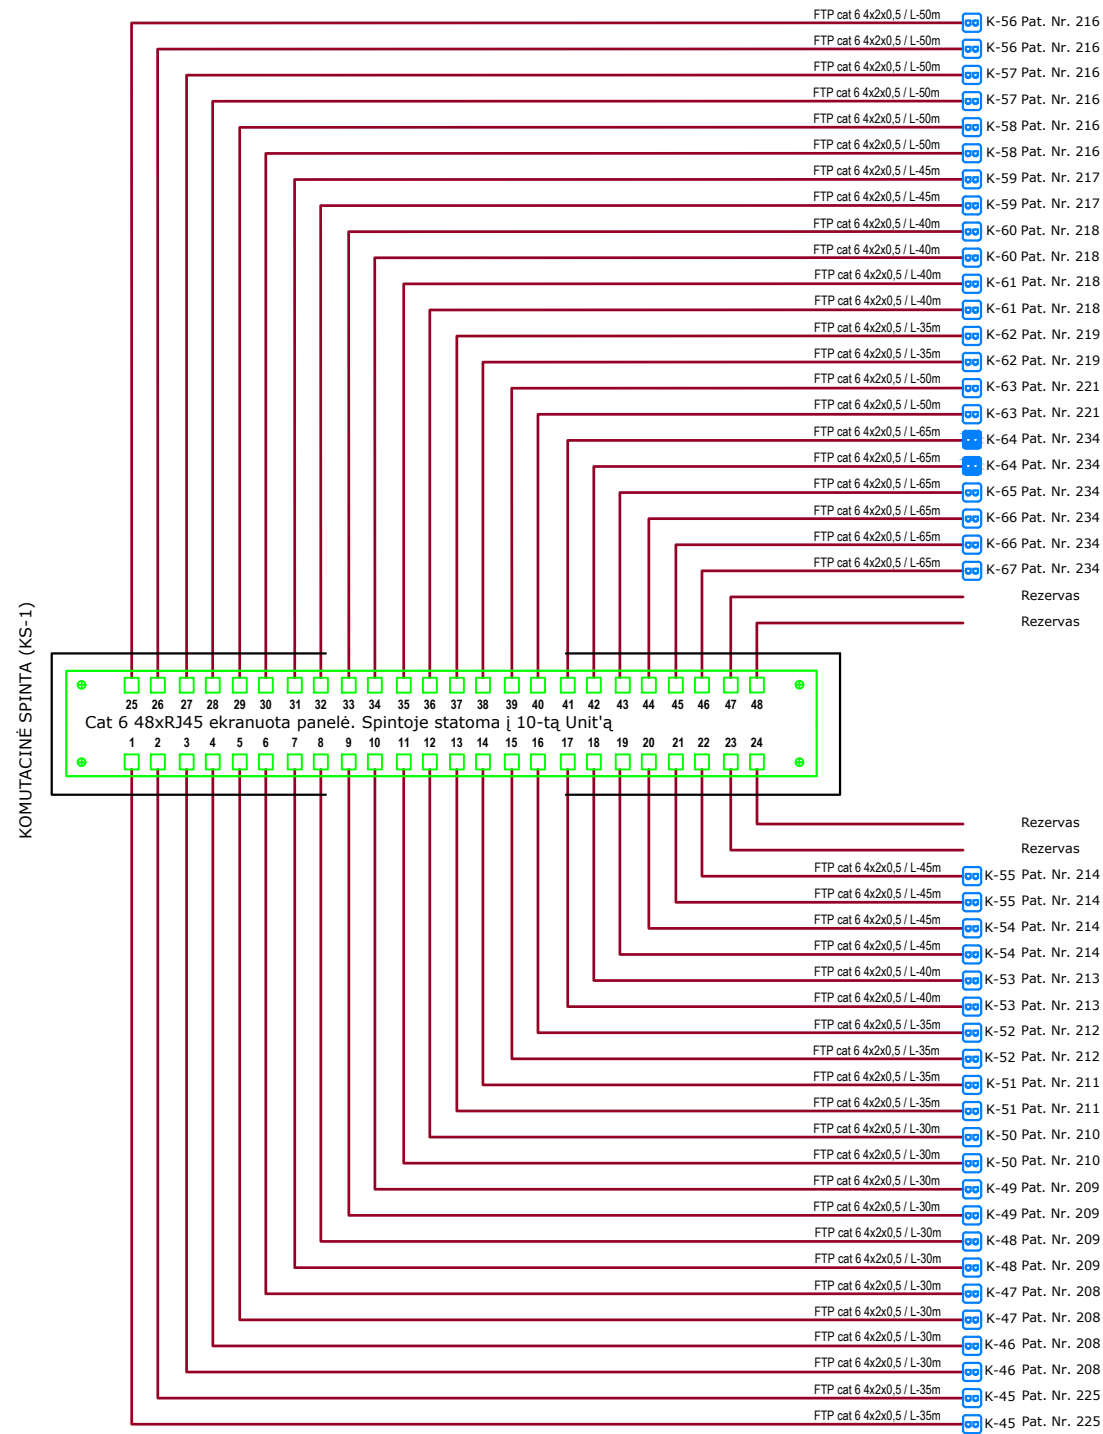 FTP cat 6 4x2x0,5 / L-50m K-56 Pat. Nr. 216
FTP cat 6 4x2x0,5 / L-50m K-56 Pat. Nr. 216
FTP cat 6 4x2x0,5 / L-50m K-57 Pat. Nr. 216
FTP cat 6 4x2x0,5 / L-50m K-57 Pat. Nr. 216
FTP cat 6 4x2x0,5 / L-50m K-58 Pat. Nr. 216
FTP cat 6 4x2x0,5 / L-50m K-58 Pat. Nr. 216
FTP cat 6 4x2x0,5 / L-45m K-59 Pat. Nr. 217
FTP cat 6 4x2x0,5 / L-45m K-59 Pat. Nr. 217
FTP cat 6 4x2x0,5 / L-40m K-60 Pat. Nr. 218
FTP cat 6 4x2x0,5 / L-40m K-60 Pat. Nr. 218
FTP cat 6 4x2x0,5 / L-40m K-61 Pat. Nr. 218
FTP cat 6 4x2x0,5 / L-40m K-61 Pat. Nr. 218
FTP cat 6 4x2x0,5 / L-35m K-62 Pat. Nr. 219
FTP cat 6 4x2x0,5 / L-35m K-62 Pat. Nr. 219
FTP cat 6 4x2x0,5 / L-50m K-63 Pat. Nr. 221
FTP cat 6 4x2x0,5 / L-50m K-63 Pat. Nr. 221
FTP cat 6 4x2x0,5 / L-65m K-64 Pat. Nr. 234
FTP cat 6 4x2x0,5 / L-65m K-64 Pat. Nr. 234
FTP cat 6 4x2x0,5 / L-65m K-65 Pat. Nr. 234
FTP cat 6 4x2x0,5 / L-65m K-66 Pat. Nr. 234
FTP cat 6 4x2x0,5 / L-65m K-66 Pat. Nr. 234
FTP cat 6 4x2x0,5 / L-65m K-67 Pat. Nr. 234
Rezervas
Rezervas
KOMUTACINĖ SPINTA (KS-1)
25 26 27 28 29 30 31 32 33 34 35 36 37 38 39 40 41 42 43 44 45 46 47 48
Cat 6 48xRJ45 ekranuota panelė. Spintoje statoma į 10-tą Unit'ą
1 2 3 4 5 6 7 8 9 10 11 12 13 14 15 16 17 18 19 20 21 22 23 24
Rezervas
Rezervas
FTP cat 6 4x2x0,5 / L-45m K-55 Pat. Nr. 214
FTP cat 6 4x2x0,5 / L-45m K-55 Pat. Nr. 214
FTP cat 6 4x2x0,5 / L-45m K-54 Pat. Nr. 214
FTP cat 6 4x2x0,5 / L-45m K-54 Pat. Nr. 214
FTP cat 6 4x2x0,5 / L-40m K-53 Pat. Nr. 213
FTP cat 6 4x2x0,5 / L-40m K-53 Pat. Nr. 213
FTP cat 6 4x2x0,5 / L-35m K-52 Pat. Nr. 212
FTP cat 6 4x2x0,5 / L-35m K-52 Pat. Nr. 212
FTP cat 6 4x2x0,5 / L-35m K-51 Pat. Nr. 211
FTP cat 6 4x2x0,5 / L-35m K-51 Pat. Nr. 211
FTP cat 6 4x2x0,5 / L-30m K-50 Pat. Nr. 210
FTP cat 6 4x2x0,5 / L-30m K-50 Pat. Nr. 210
FTP cat 6 4x2x0,5 / L-30m K-49 Pat. Nr. 209
FTP cat 6 4x2x0,5 / L-30m K-49 Pat. Nr. 209
FTP cat 6 4x2x0,5 / L-30m K-48 Pat. Nr. 209
FTP cat 6 4x2x0,5 / L-30m K-48 Pat. Nr. 209
FTP cat 6 4x2x0,5 / L-30m K-47 Pat. Nr. 208
FTP cat 6 4x2x0,5 / L-30m K-47 Pat. Nr. 208
FTP cat 6 4x2x0,5 / L-30m K-46 Pat. Nr. 208
FTP cat 6 4x2x0,5 / L-30m K-46 Pat. Nr. 208
FTP cat 6 4x2x0,5 / L-35m K-45 Pat. Nr. 225
FTP cat 6 4x2x0,5 / L-35m K-45 Pat. Nr. 225